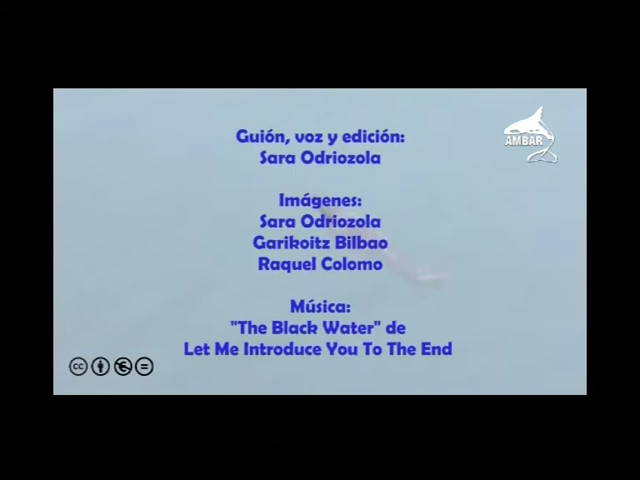 Guión, voz y edición:
Sara Odriozola
AMBAR
Imágenes:
Sara Odriozola
Garikoitz Bilbao
Raquel Colomo
Música:
"The Black Water" de
Let Me Introduce You To The End
cc